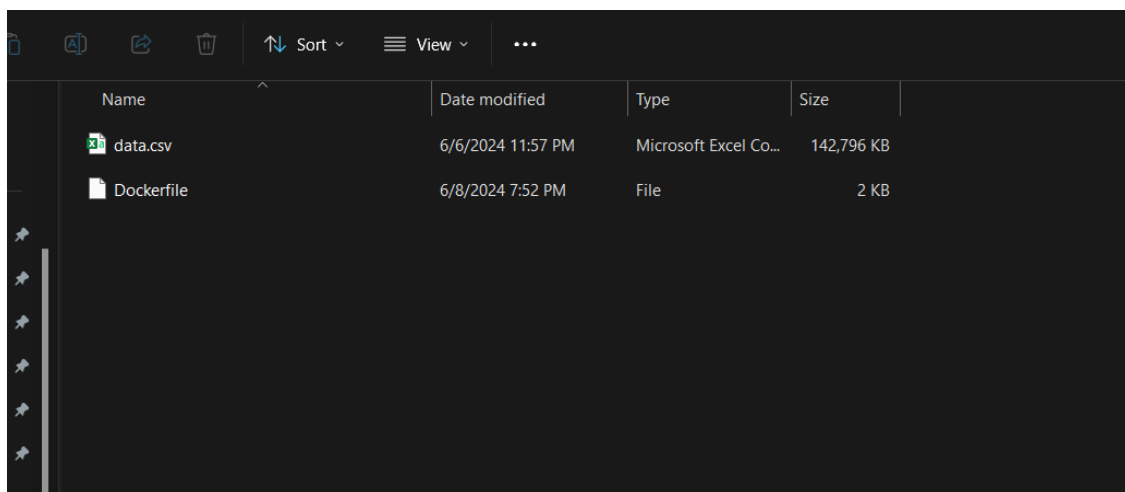 Sort View •••
Name Date modified Type Size
data.csv 6/6/2024 11:57 PM Microsoft Excel Co... 142,796 KB
Dockerfile 6/8/2024 7:52 PM File 2 KB